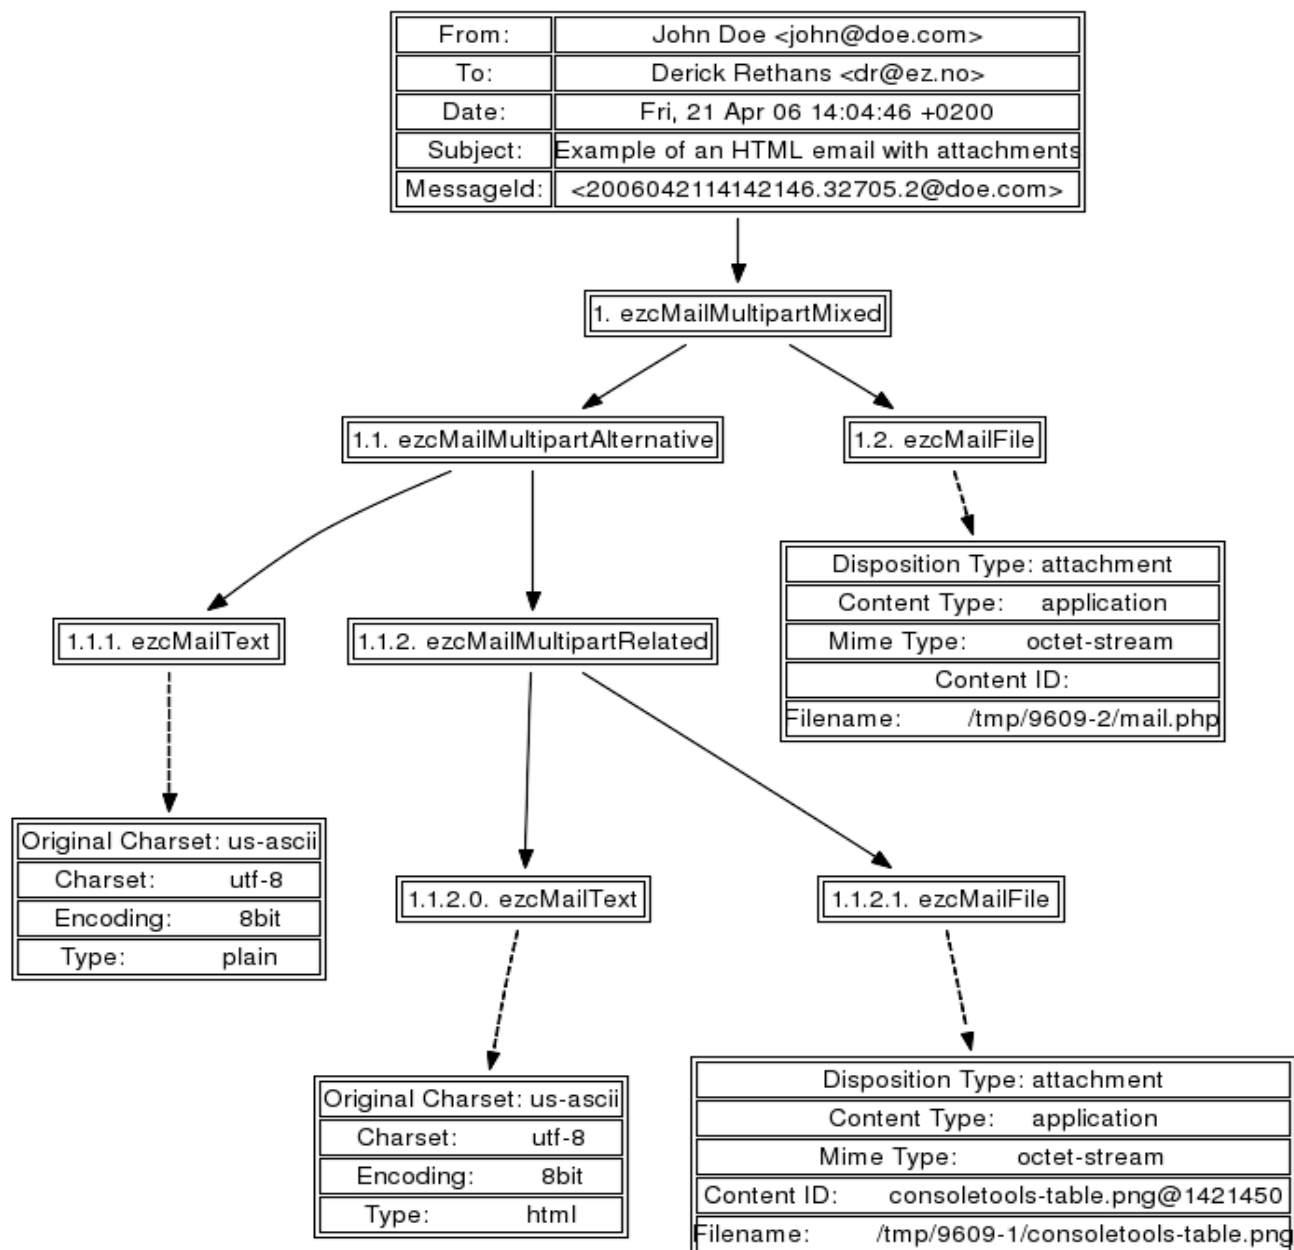 From: John Doe <john@doe.com>
To: Derick Rethans <dr@ez.no>
Date: Fri, 21 Apr 06 14:04:46 +0200
Subject: Example of an HTML email with attachments
MessageId: <2006042114142146.32705.2@doe.com>
1. ezcMailMultipartMixed
1.1. ezcMailMultipartAlternative
1.2. ezcMailFile
Disposition Type: attachment
Content Type: application
Mime Type: octet-stream
Content ID:
Filename: /tmp/9609-2/mail.php
1.1.1. ezcMailText
1.1.2. ezcMailMultipartRelated
Original Charset: us-ascii
Charset: utf-8
Encoding: 8bit
Type: plain
1.1.2.0. ezcMailText
1.1.2.1. ezcMailFile
Original Charset: us-ascii
Charset: utf-8
Encoding: 8bit
Type: html
Disposition Type: attachment
Content Type: application
Mime Type: octet-stream
Content ID: consoletools-table.png@1421450
Filename: /tmp/9609-1/consoletools-table.png